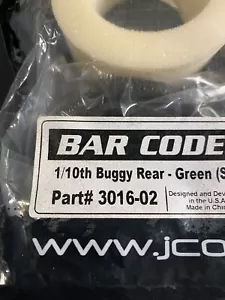 BAR CODE
1/10th Buggy Rear - Green (S
Part# 3016-02
Designed and Dev
in the U.S.A
Made in Chin
www.jco